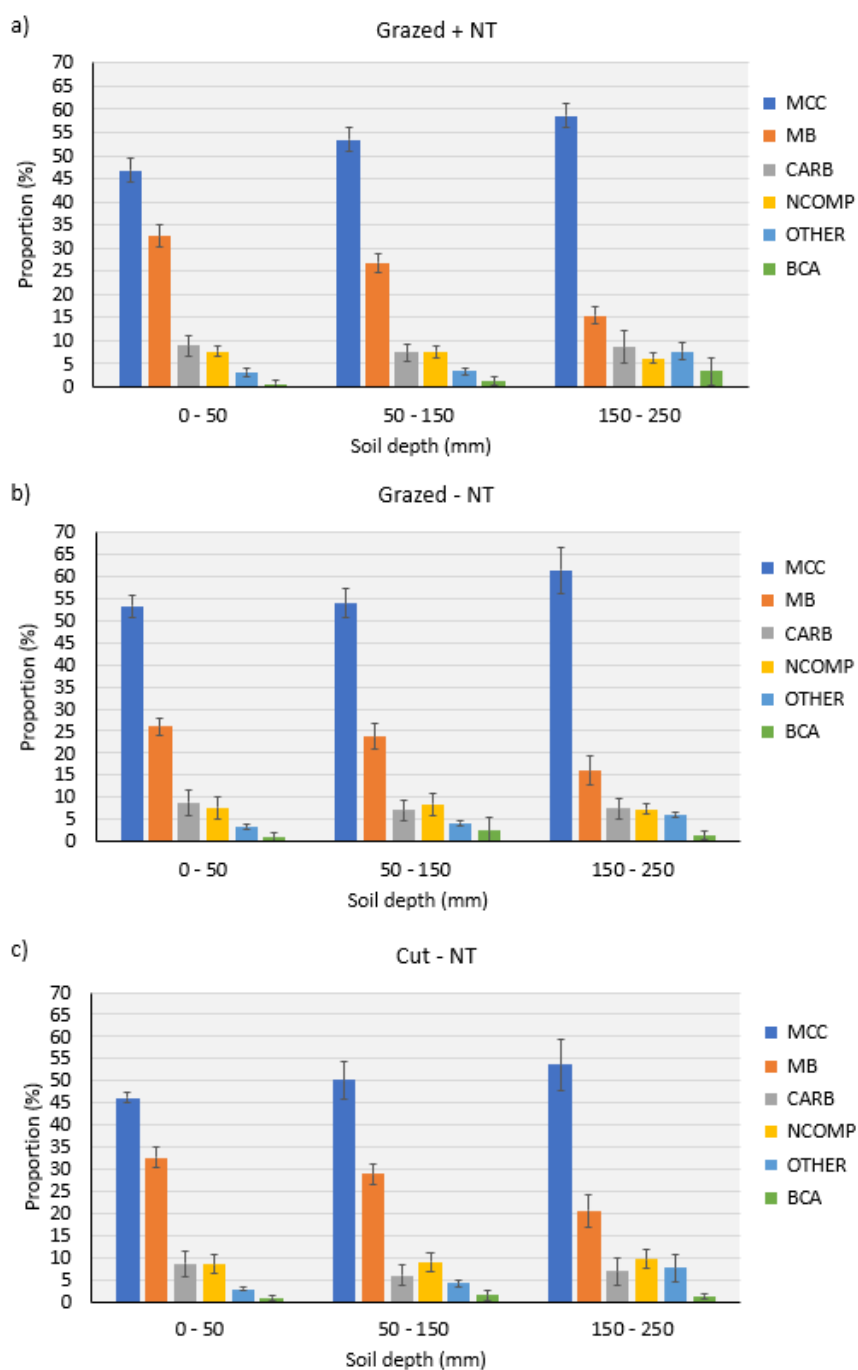 a)
Grazed + NT
70
65
60
55
50
45
40
35
30
25
20
15
10
5
0
Proportion (%)
0 - 50
50 - 150
150 - 250
Soil depth (mm)
MCC
MB
CARB
NCOMP
OTHER
BCA
b)
Grazed - NT
70
65
60
55
50
45
40
35
30
25
20
15
10
5
0
Proportion (%)
0 - 50
50 - 150
150 - 250
Soil depth (mm)
MCC
MB
CARB
NCOMP
OTHER
BCA
c)
Cut - NT
70
65
60
55
50
45
40
35
30
25
20
15
10
5
0
Proportion (%)
0 - 50
50 - 150
150 - 250
Soil depth (mm)
MCC
MB
CARB
NCOMP
OTHER
BCA